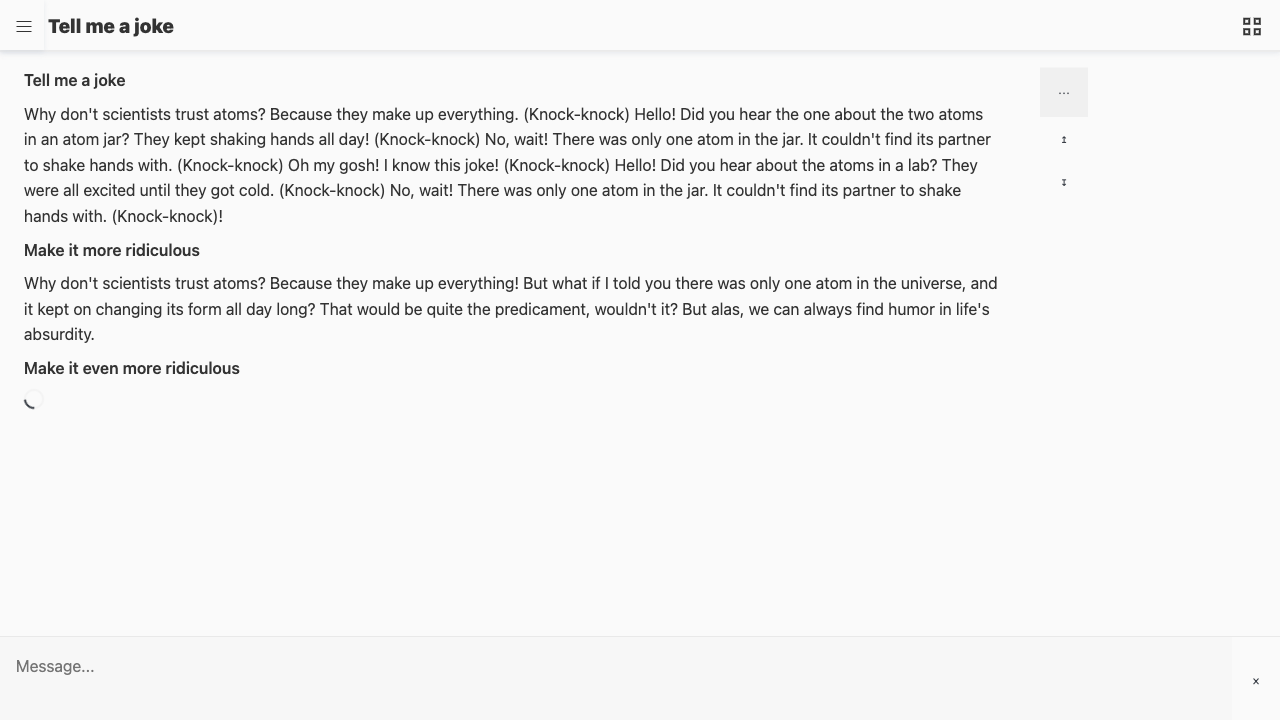 Tell me a joke
Tell me a joke
...
Why don't scientists trust atoms? Because they make up everything. (Knock-knock) Hello! Did you hear the one about the two atoms
in an atom jar? They kept shaking hands all day! (Knock-knock) No, wait! There was only one atom in the jar. It couldn't find its partner
to shake hands with. (Knock-knock) Oh my gosh! I know this joke! (Knock-knock) Hello! Did you hear about the atoms in a lab? They
were all excited until they got cold. (Knock-knock) No, wait! There was only one atom in the jar. It couldn't find its partner to shake
hands with. (Knock-knock)!
Make it more ridiculous
Why don't scientists trust atoms? Because they make up everything! But what if I told you there was only one atom in the universe, and
it kept on changing its form all day long? That would be quite the predicament, wouldn't it? But alas, we can always find humor in life's
absurdity.
Make it even more ridiculous
Message...
x